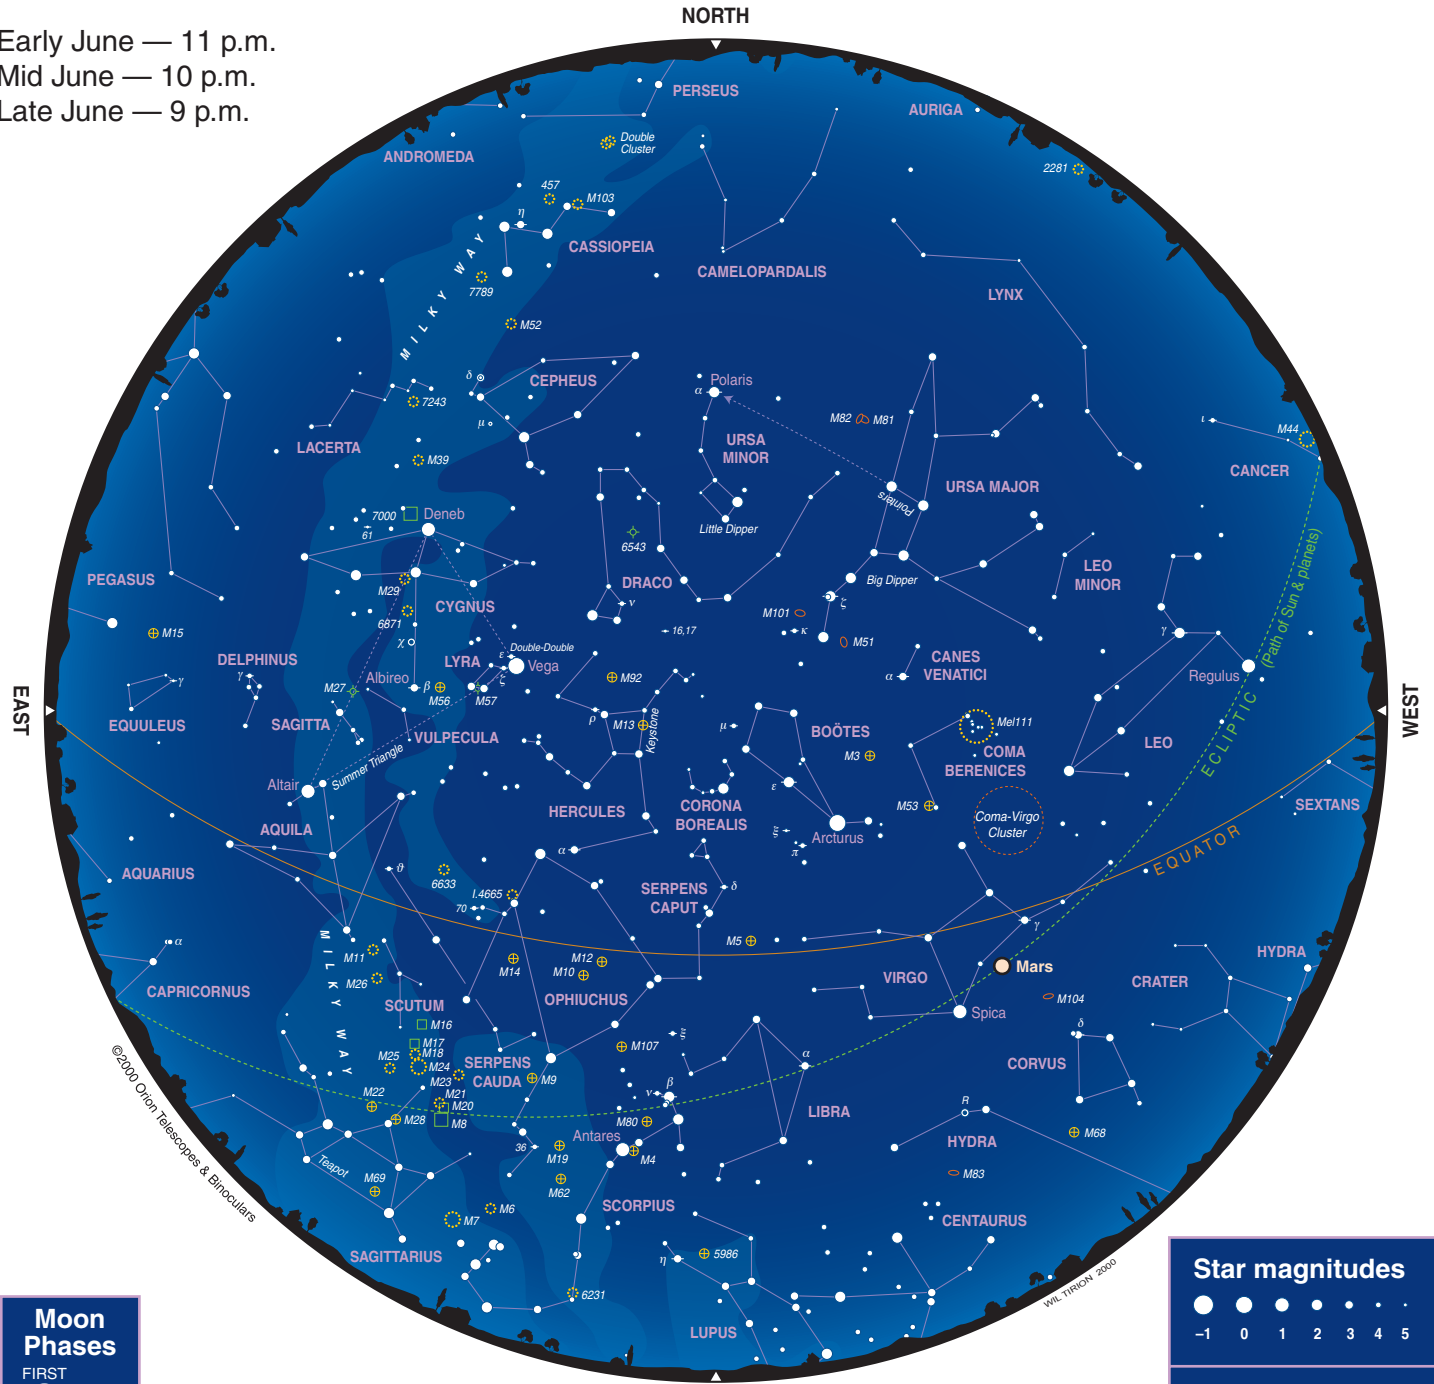 Early June — 11 p.m.
Mid June — 10 p.m.
Late June — 9 p.m.
NORTH
PERSEUS
AURIGA
Double
Cluster
ANDROMEDA
2281
457
M103
η
CASSIOPEIA
MILKY WAY
CAMELOPARDALIS
7789
LYNX
M52
δ
CEPHEUS
Polaris
α
7243
μ
M82
M81
ι
M44
LACERTA
URSA
MINOR
M39
CANCER
URSA MAJOR
Pointers
7000
Deneb
61
Little Dipper
6543
PEGASUS
M29
DRACO
Big Dipper
LEO
MINOR
CYGNUS
ν
ζ
M101
6871
M15
χ
16,17
κ
M51
γ
ECLIPTIC (Path of Sun & planets)
DELPHINUS
γ
γ
LYRA
ε
Double-Double
Vega
ζ
CANES
VENATICI
α
Regulus
M27
Albireo
β
M56
M57
M92
EAST
WEST
EQUULEUS
SAGITTA
VULPECULA
ρ
M13
Keystone
μ
BOÖTES
Mel111
LEO
M3
COMA
BERENICES
Summer Triangle
Altair
ε
HERCULES
CORONA
BOREALIS
M53
SEXTANS
Coma-Virgo
Cluster
AQUILA
ξ
Arcturus
α
π
EQUATOR
AQUARIUS
ϑ
6633
I.4665
SERPENS
CAPUT
δ
70
γ
MILKY WAY
α
M11
M5
M14
M12
M10
HYDRA
Mars
VIRGO
M26
CAPRICORNUS
SCUTUM
OPHIUCHUS
CRATER
M104
Spica
M16
ξ
δ
M17
M18
M107
M25
M24
SERPENS
CAUDA
α
CORVUS
M23
M9
β
M22
M21
ν
M20
R
LIBRA
M28
M8
M80
Antares
M68
HYDRA
36
M19
M4
Teapot
M69
M62
M83
M6
SCORPIUS
M7
CENTAURUS
SAGITTARIUS
η
5986
6231
LUPUS
©2000 Orion Telescopes & Binoculars
WIL TIRION 2000
Star magnitudes
–1 0 1 2 3 4 5
Moon
Phases
FIRST